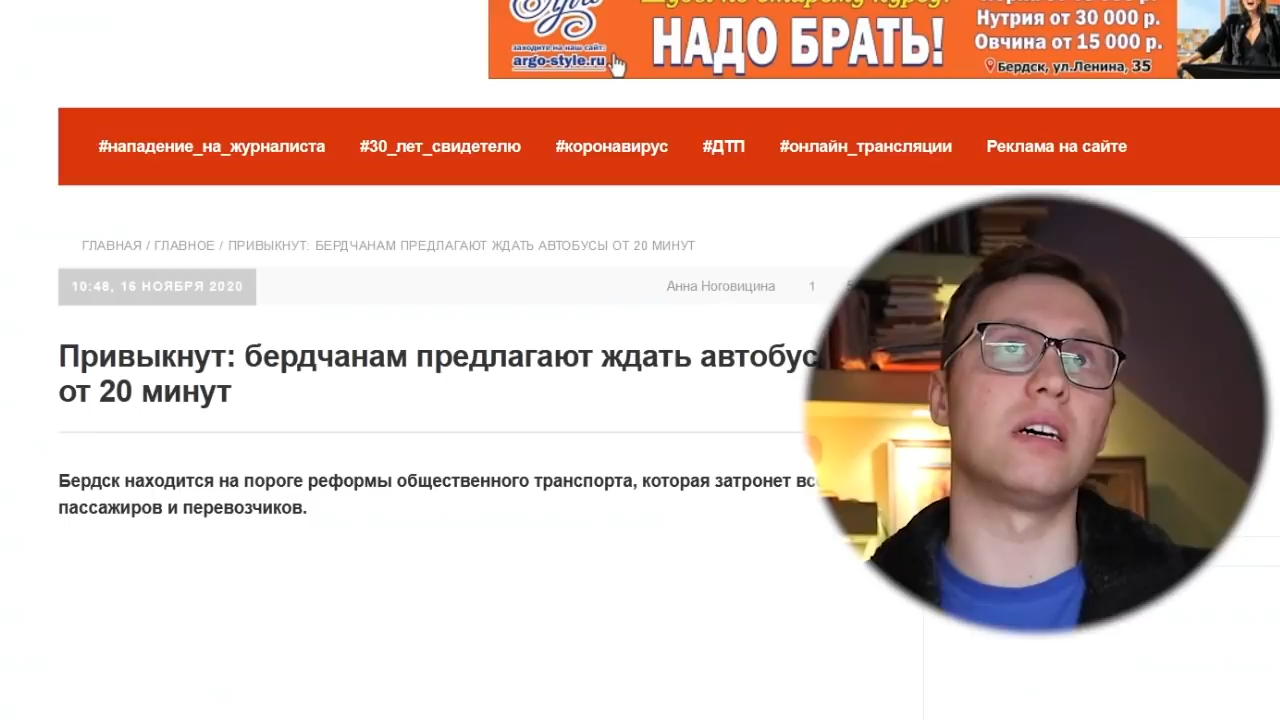 НАДО БРАТЬ!
заходите на наш сайт:
argo-style.ru
Нутрия от 30 000 р.
Овчина от 15 000 р.
Бердск, ул.Ленина, 35
#нападение_на_журналиста #30_лет_свидетелю #коронавирус #ДТП #онлайн_трансляции Реклама на сайте
ГЛАВНАЯ / ГЛАВНОЕ / ПРИВЫКНУТ: БЕРДЧАНАМ ПРЕДЛАГАЮТ ЖДАТЬ АВТОБУСЫ ОТ 20 МИНУТ
10:48, 16 НОЯБРЯ 2020 Анна Ноговицина 1
Привыкнут: бердчанам предлагают ждать автобус
от 20 минут
Бердск находится на пороге реформы общественного транспорта, которая затронет
пассажиров и перевозчиков.